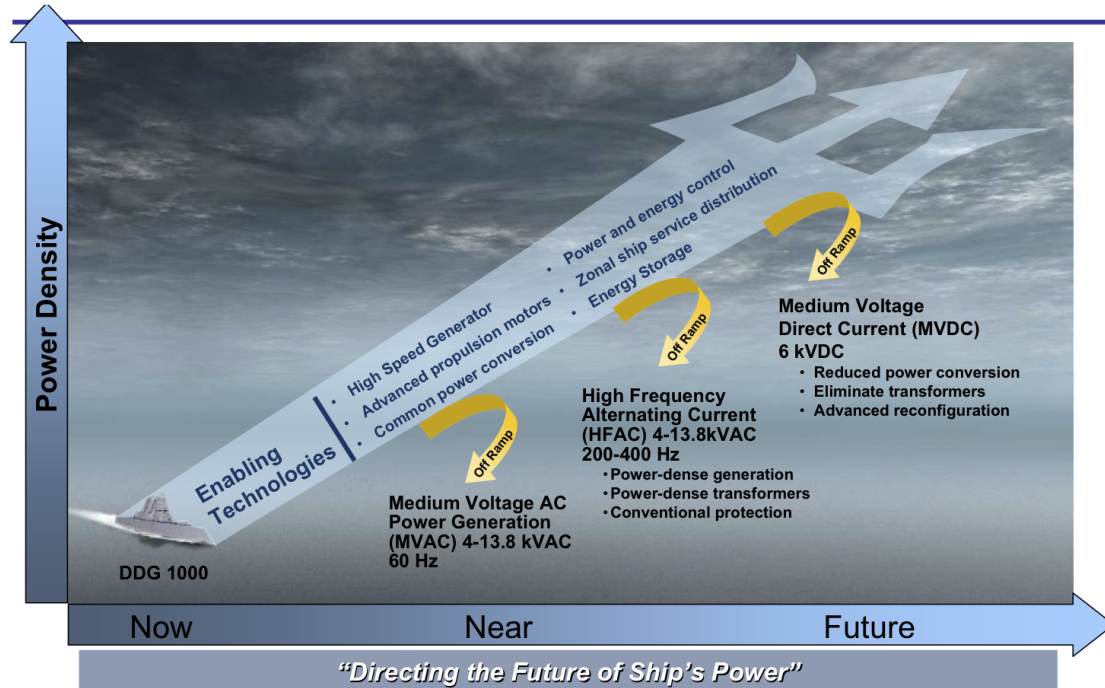 Power Density
Enabling
Technologies
• High Speed Generator
• Advanced propulsion motors
• Common power conversion
• Power and energy control
• Zonal ship service distribution
• Energy Storage
DDG 1000
Off Ramp
Medium Voltage AC
Power Generation
(MVAC) 4-13.8 kVAC
60 Hz
Off Ramp
High Frequency
Alternating Current
(HFAC) 4-13.8kVAC
200-400 Hz
•Power-dense generation
•Power-dense transformers
•Conventional protection
Off Ramp
Medium Voltage
Direct Current (MVDC)
6 kVDC
• Reduced power conversion
• Eliminate transformers
• Advanced reconfiguration
Now
Near
Future
“Directing the Future of Ship’s Power”